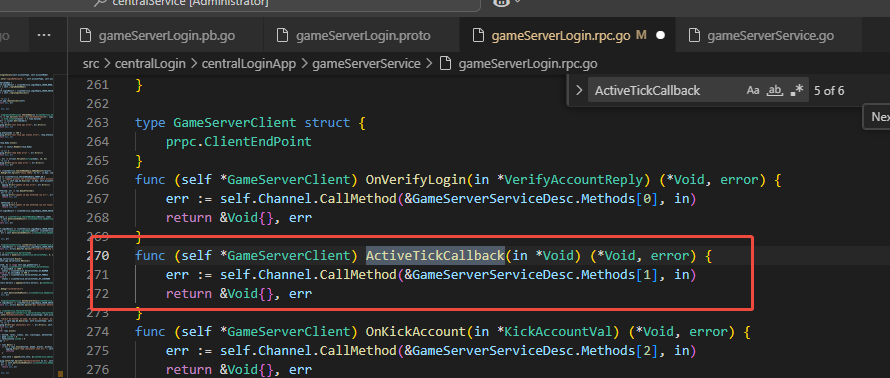 centralService [Administrator]
gameServerLogin.pb.go
gameServerLogin.proto
gameServerLogin.rpc.go M
gameServerService.go
src > centralLogin > centralLoginApp > gameServerService > gameServerLogin.rpc.go
ActiveTickCallback Aa ab 5 of 6
Nex
261 }
262
263 type GameServerClient struct {
264 prpc.ClientEndPoint
265 }
266 func (self *GameServerClient) OnVerifyLogin(in *VerifyAccountReply) (*Void, error) {
267 err := self.Channel.CallMethod(&GameServerServiceDesc.Methods[0], in)
268 return &Void{}, err
269 }
270 func (self *GameServerClient) ActiveTickCallback(in *Void) (*Void, error) {
271 err := self.Channel.CallMethod(&GameServerServiceDesc.Methods[1], in)
272 return &Void{}, err
273 }
274 func (self *GameServerClient) OnKickAccount(in *KickAccountVal) (*Void, error) {
275 err := self.Channel.CallMethod(&GameServerServiceDesc.Methods[2], in)
276 return &Void{}, err